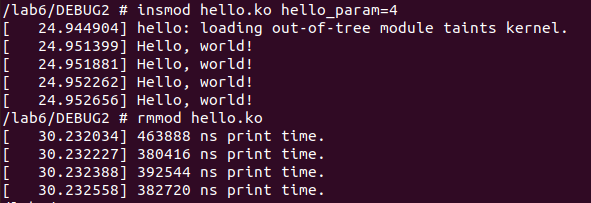 /lab6/DEBUG2 # insmod hello.ko hello_param=4
[   24.944904] hello: loading out-of-tree module taints kernel.
[   24.951399] Hello, world!
[   24.951881] Hello, world!
[   24.952262] Hello, world!
[   24.952656] Hello, world!
/lab6/DEBUG2 # rmmod hello.ko
[   30.232034] 463888 ns print time.
[   30.232227] 380416 ns print time.
[   30.232388] 392544 ns print time.
[   30.232558] 382720 ns print time.